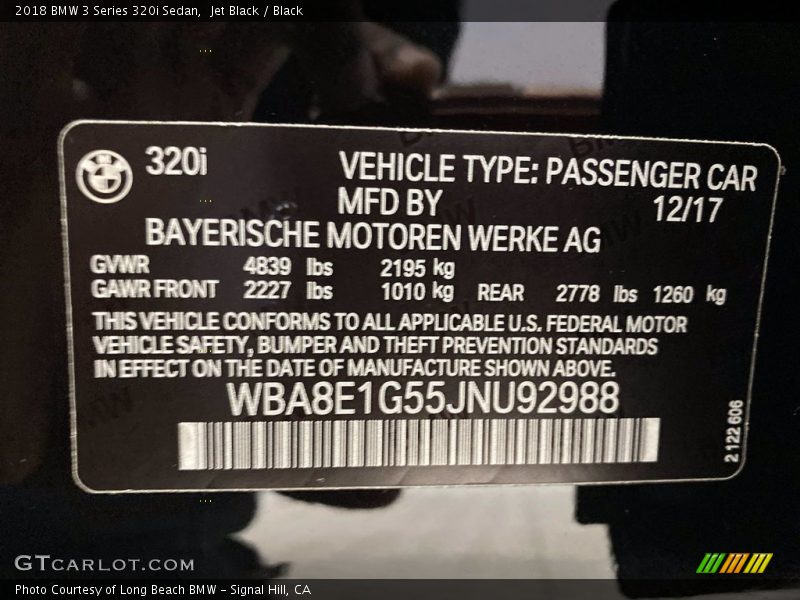 2018 BMW 3 Series 320i Sedan,  Jet Black / Black
320i
VEHICLE TYPE: PASSENGER CAR
MFD BY 12/17
BAYERISCHE MOTOREN WERKE AG
GVWR 4839 lbs 2195 kg
GAWR FRONT 2227 lbs 1010 kg REAR 2778 lbs 1260 kg
THIS VEHICLE CONFORMS TO ALL APPLICABLE U.S. FEDERAL MOTOR
VEHICLE SAFETY, BUMPER AND THEFT PREVENTION STANDARDS
IN EFFECT ON THE DATE OF MANUFACTURE SHOWN ABOVE.
WBA8E1G55JNU92988
2 122 606
GTCARLOT.COM
Photo Courtesy of Long Beach BMW – Signal Hill, CA